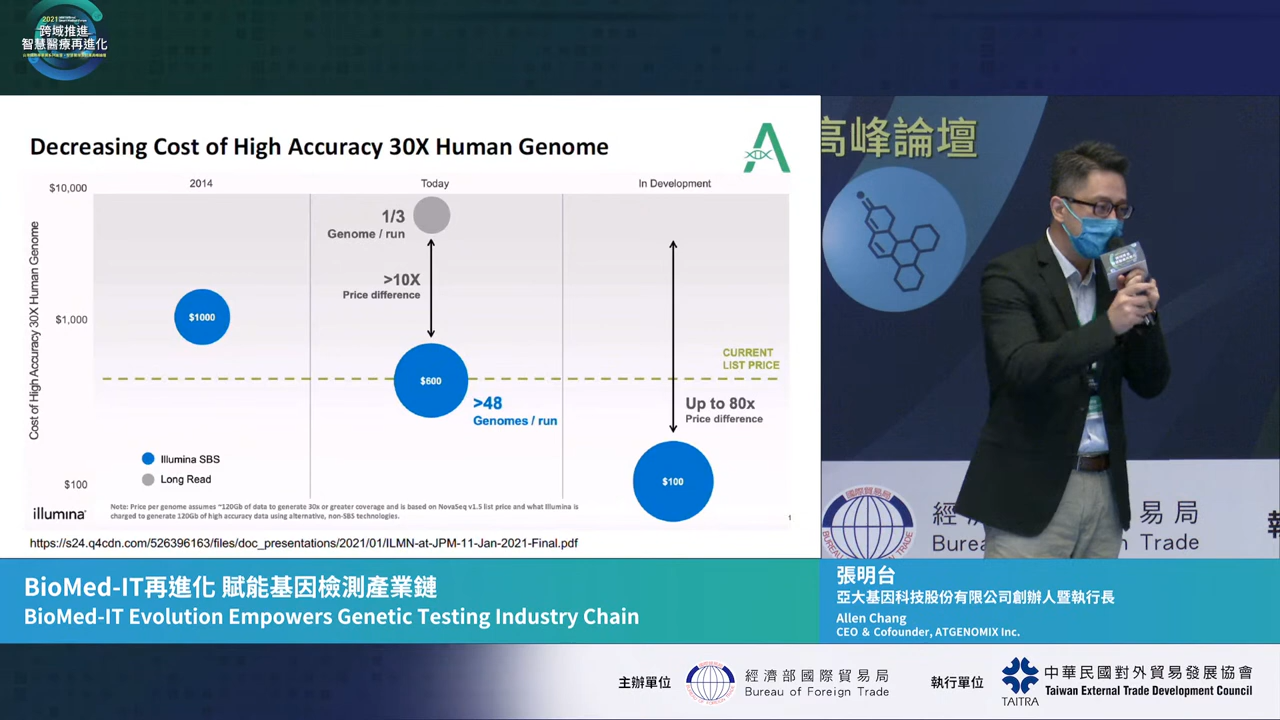 2021
跨域推進
智慧醫療再進化
高峰論壇
Decreasing Cost of High Accuracy 30X Human Genome
2014
Today
In Development
$10,000
$1,000
$100
Cost of High Accuracy 30X Human Genome
1/3
Genome / run
>10X
Price difference
$1000
$600
>48
Genomes / run
CURRENT
LIST PRICE
Up to 80x
Price difference
$100
Illumina SBS
Long Read
illumina
Note: Price per genome assumes ~120Gb of data to generate 30x or greater coverage and is based on NovaSeq v1.5 list price and what Illumina is
charged to generate 120Gb of high accuracy data using alternative, non-SBS technologies.
1
https://s24.q4cdn.com/526396163/files/doc_presentations/2021/01/ILMN-at-JPM-11-Jan-2021-Final.pdf
經濟 易局
Bureau of Foreign Trade
BioMed-IT再進化 賦能基因檢測產業鏈
BioMed-IT Evolution Empowers Genetic Testing Industry Chain
張明台
亞大基因科技股份有限公司創辦人暨執行長
Allen Chang
CEO & Cofounder, ATGENOMIX Inc.
主辦單位
經濟部國際貿易局
Bureau of Foreign Trade
執行單位
TAITRA
中華民國對外貿易發展協會
Taiwan External Trade Development Council